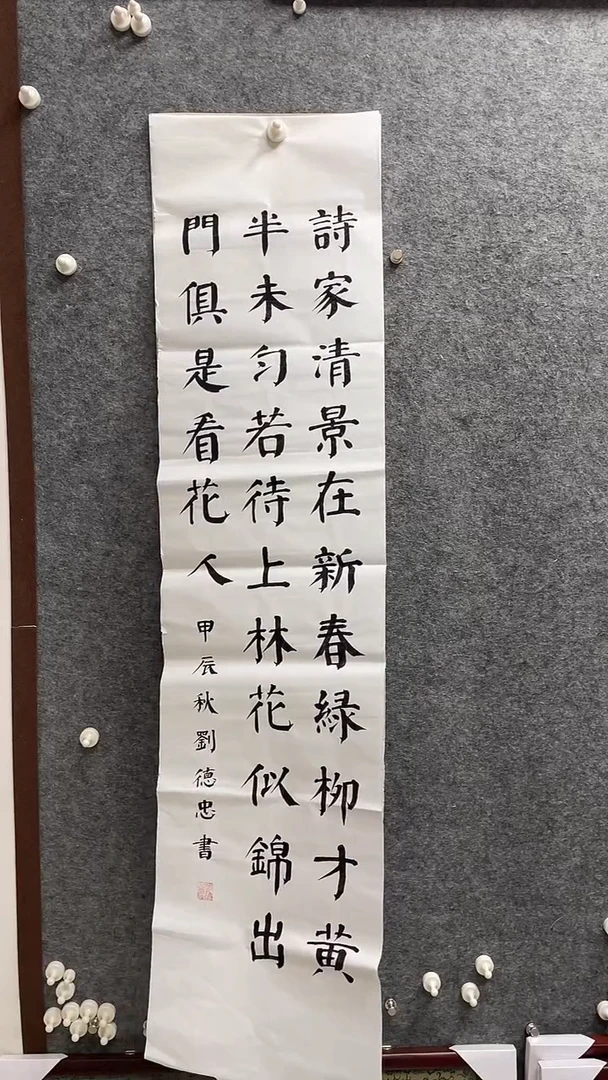 詩家清景在新春緑柳才黄
半未匀若待上林花似錦出
門俱是看花人
甲辰秋劉德忠書